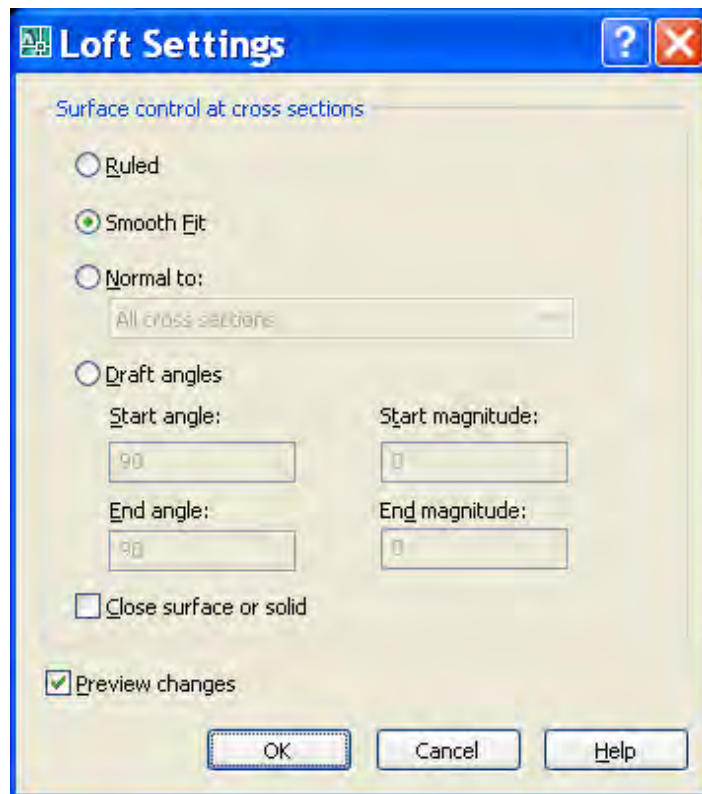 Loft Settings
Surface control at cross sections
Ruled
Smooth Fit
Normal to:
All cross sections
Draft angles
Start angle: Start magnitude:
90 0
End angle: End magnitude:
90 0
Close surface or solid
Preview changes
OK Cancel Help